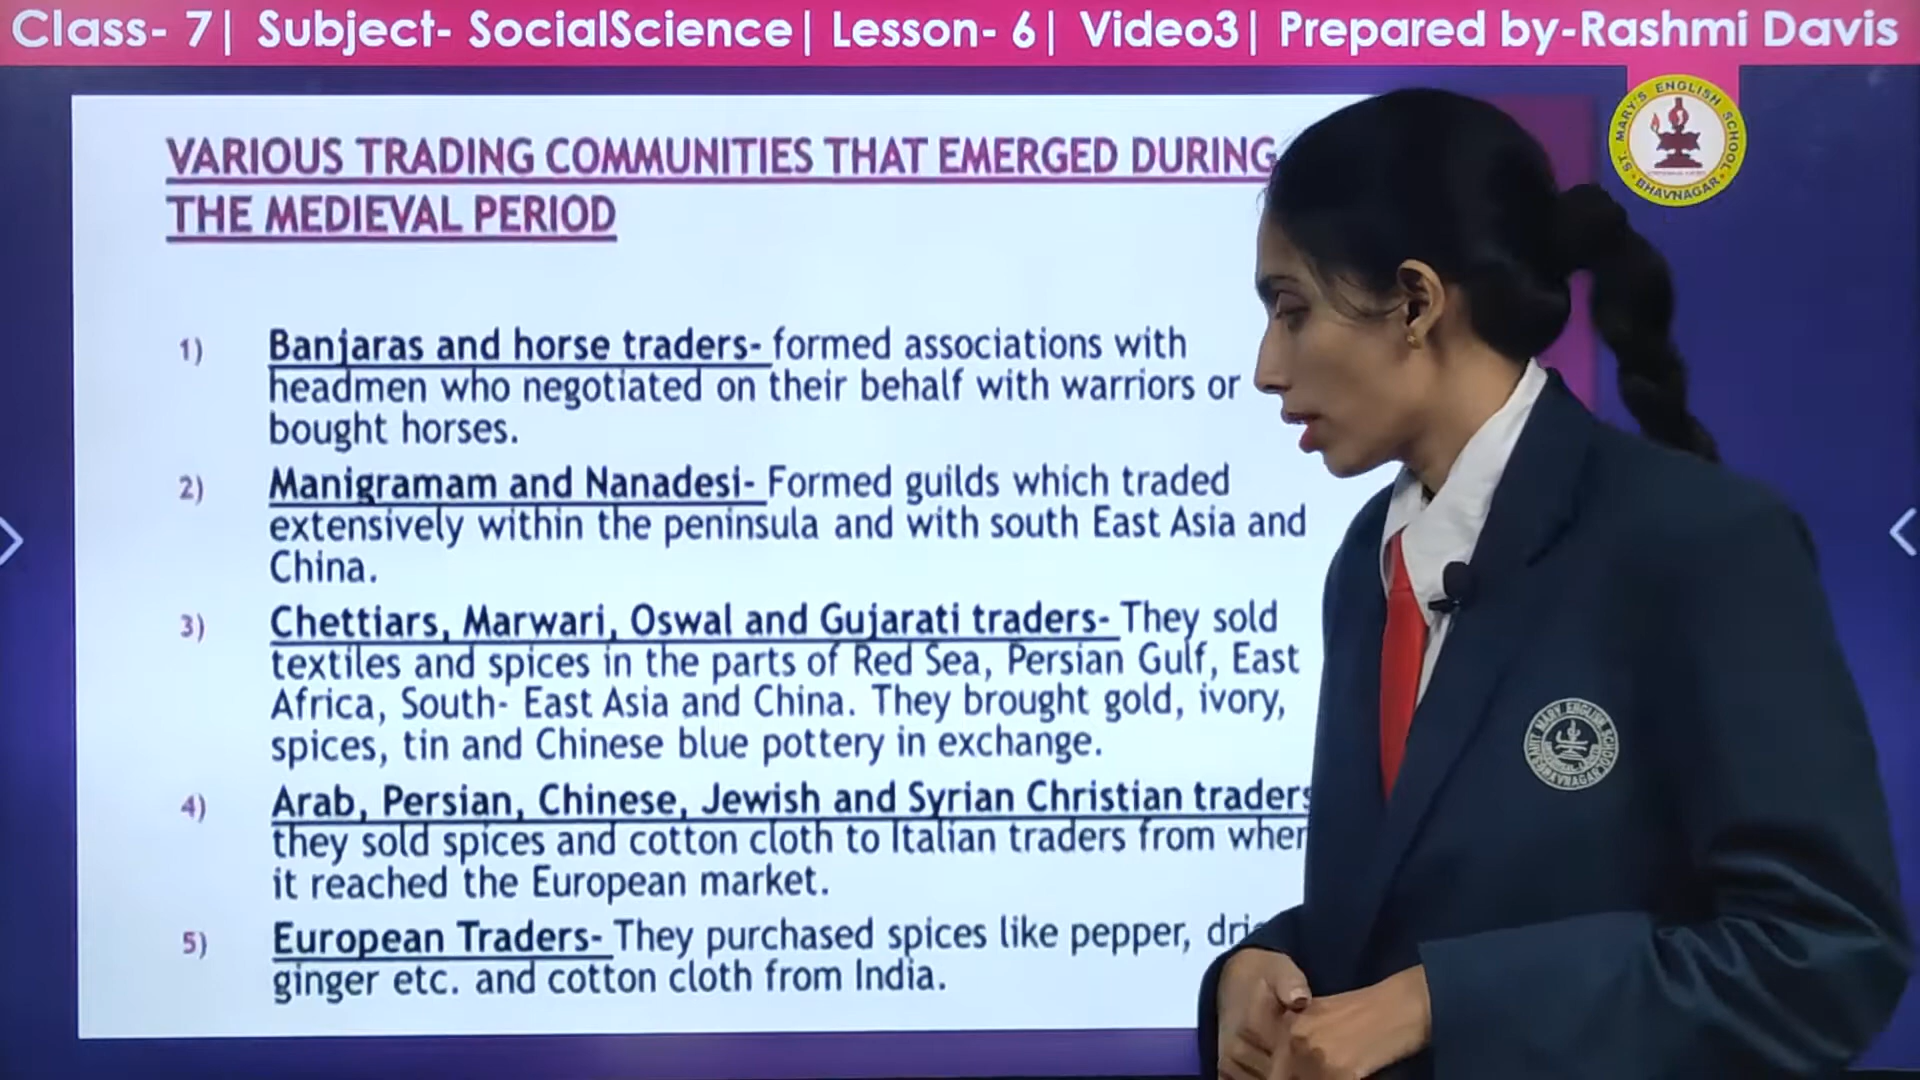 Class- 7| Subject- SocialScience| Lesson- 6| Video3| Prepared by-Rashmi Davis
ST. MARY'S ENGLISH SCHOOL
BHAVNAGAR
VARIOUS TRADING COMMUNITIES THAT EMERGED DURING
THE MEDIEVAL PERIOD
1) Banjaras and horse traders- formed associations with
headmen who negotiated on their behalf with warriors or
bought horses.
2) Manigramam and Nanadesi- Formed guilds which traded
extensively within the peninsula and with south East Asia and
China.
3) Chettiars, Marwari, Oswal and Gujarati traders- They sold
textiles and spices in the parts of Red Sea, Persian Gulf, East
Africa, South- East Asia and China. They brought gold, ivory,
spices, tin and Chinese blue pottery in exchange.
4) Arab, Persian, Chinese, Jewish and Syrian Christian traders
they sold spices and cotton cloth to Italian traders from wher
it reached the European market.
5) European Traders- They purchased spices like pepper,
ginger etc. and cotton cloth from India.